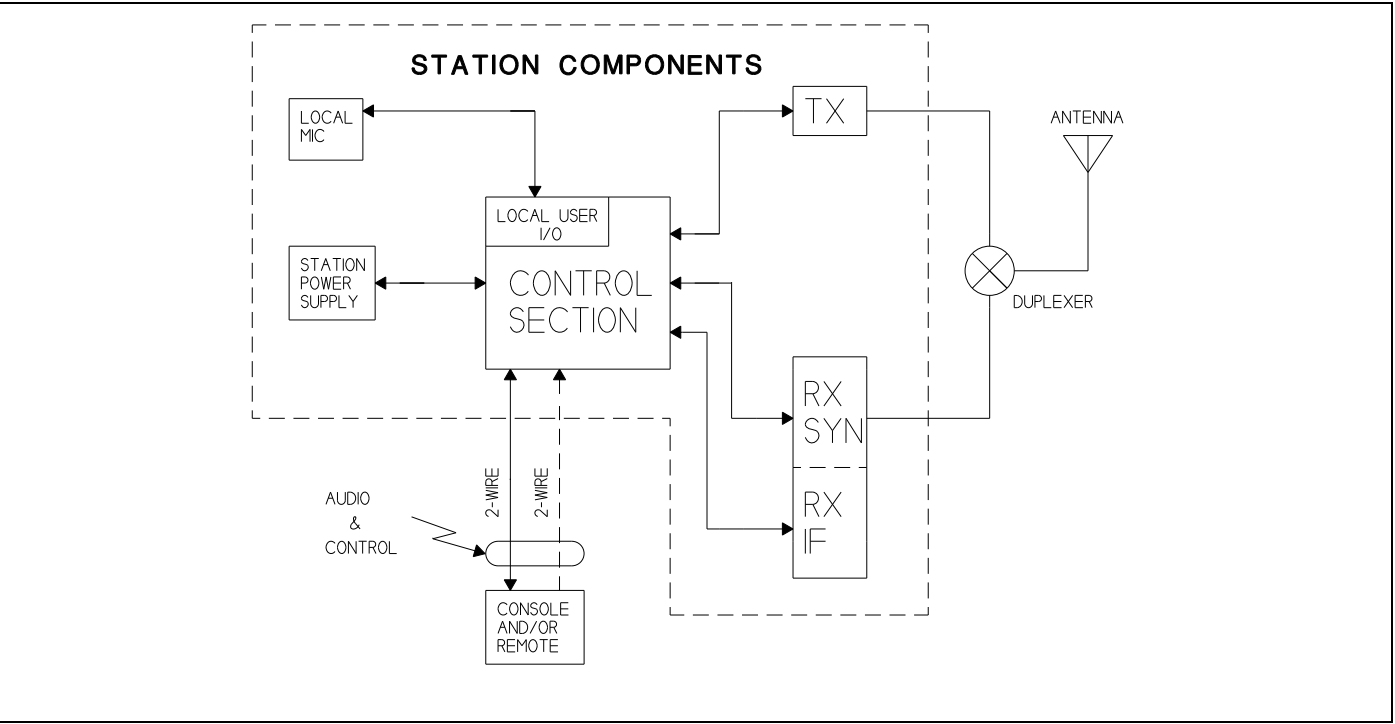 STATION COMPONENTS
LOCAL
MIC
TX
ANTENNA
LOCAL USER
I/O
CONTROL
SECTION
STATION
POWER
SUPPLY
DUPLEXER
RX
SYN
RX
IF
2-WIRE
2-WIRE
AUDIO
&
CONTROL
CONSOLE
AND/OR
REMOTE